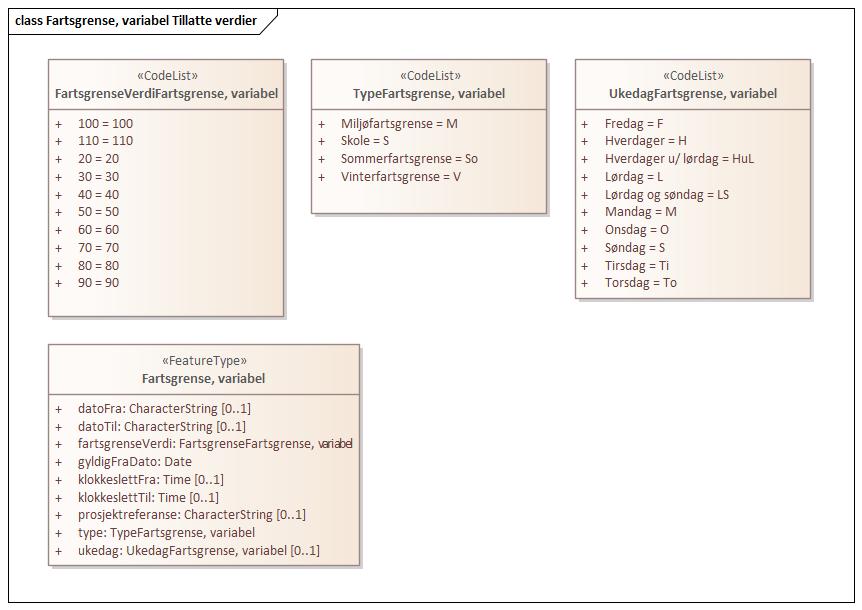 class Fartsgrense, variabel Tillatte verdier
«CodeList»
FartsgrenseVerdiFartsgrense, variabel
+ 100 = 100
+ 110 = 110
+ 20 = 20
+ 30 = 30
+ 40 = 40
+ 50 = 50
+ 60 = 60
+ 70 = 70
+ 80 = 80
+ 90 = 90
«CodeList»
TypeFartsgrense, variabel
+ Miljøfartsgrense = M
+ Skole = S
+ Sommerfartsgrense = So
+ Vinterfartsgrense = V
«CodeList»
UkedagFartsgrense, variabel
+ Fredag = F
+ Hverdager = H
+ Hverdager u/ lørdag = HuL
+ Lørdag = L
+ Lørdag og søndag = LS
+ Mandag = M
+ Onsdag = O
+ Søndag = S
+ Tirsdag = Ti
+ Torsdag = To
«FeatureType»
Fartsgrense, variabel
+ datoFra: CharacterString [0..1]
+ datoTil: CharacterString [0..1]
+ fartsgrenseVerdi: FartsgrenseFartsgrense, variabel
+ gyldigFraDato: Date
+ klokkeslettFra: Time [0..1]
+ klokkeslettTil: Time [0..1]
+ prosjektreferanse: CharacterString [0..1]
+ type: TypeFartsgrense, variabel
+ ukedag: UkedagFartsgrense, variabel [0..1]